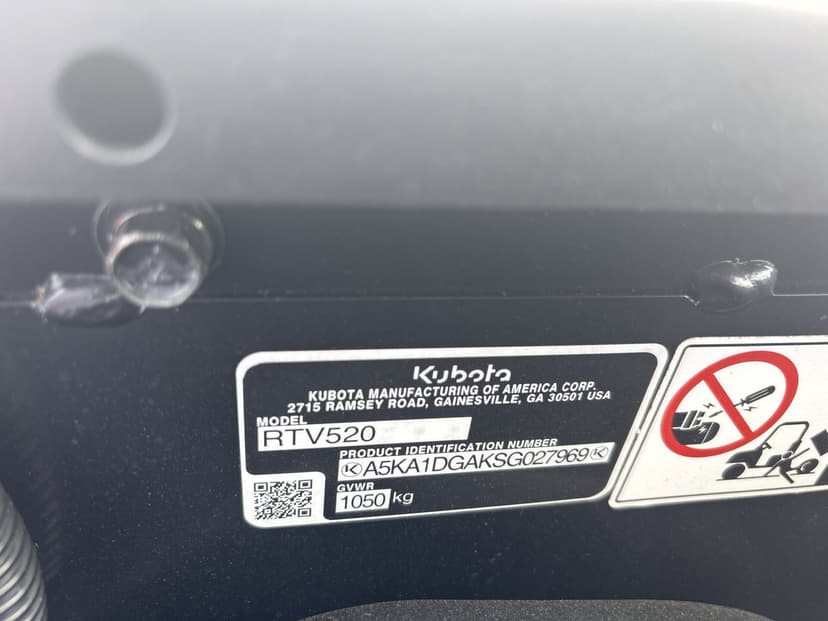 Kubota
KUBOTA MANUFACTURING OF AMERICA CORP.
2715 RAMSEY ROAD, GAINESVILLE, GA 30501 USA
MODEL
RTV520
PRODUCT IDENTIFICATION NUMBER
A5KA1DGAKSG027969
GVWR
1050 kg